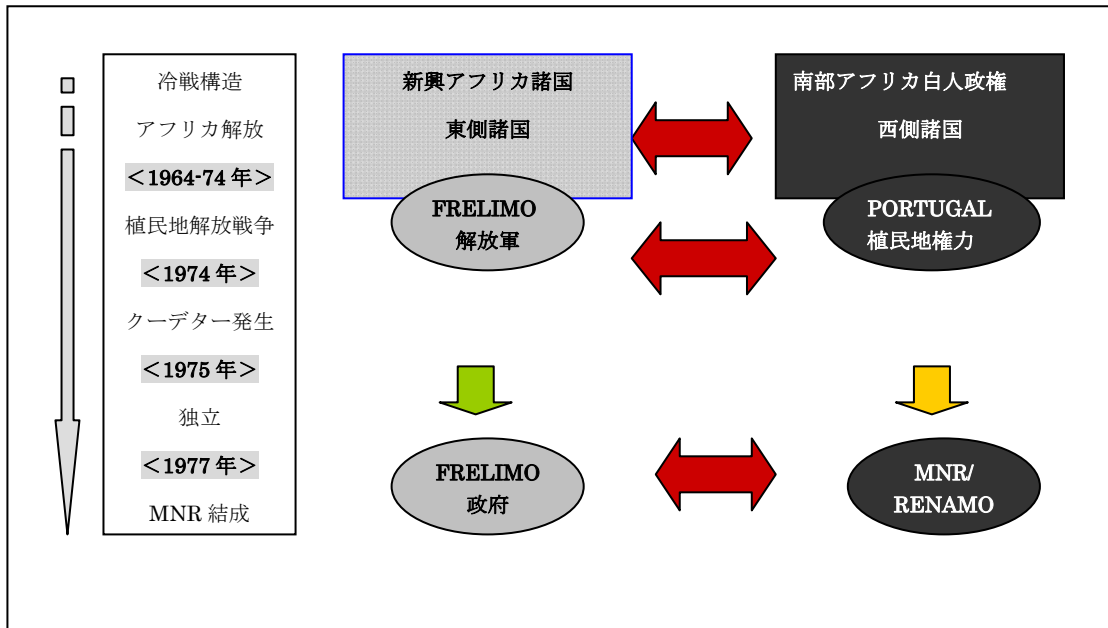 冷戦構造
アフリカ解放
＜1964-74 年＞
植民地解放戦争
＜1974 年＞
クーデター発生
＜1975 年＞
独立
＜1977 年＞
MNR 結成
新興アフリカ諸国
東側諸国
FRELIMO
解放軍
南部アフリカ白人政権
西側諸国
PORTUGAL
植民地権力
FRELIMO
政府
MNR/
RENAMO